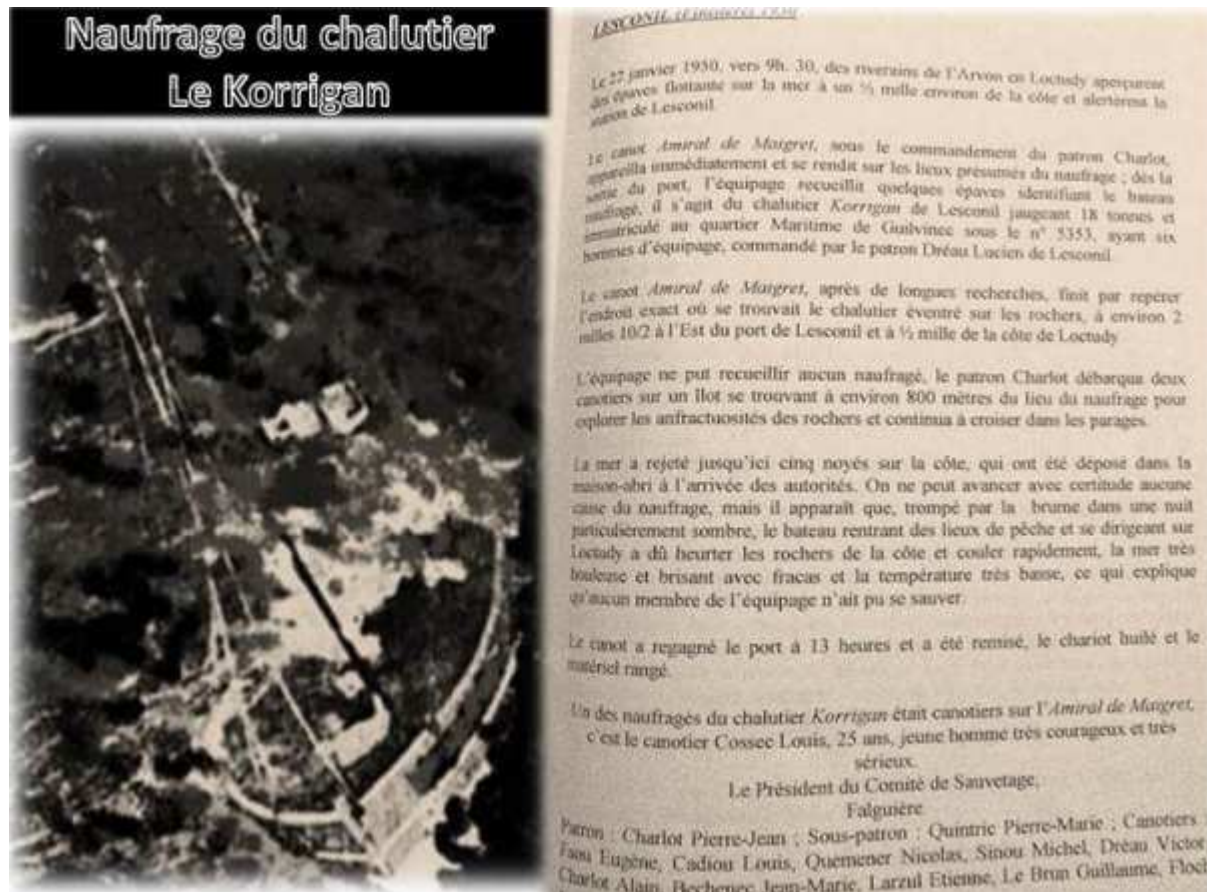 Naufrage du chalutier
Le Korrigan
LESCONIL
Le 27 janvier 1950, vers 9h. 30, des riverains de l'Arvon en Loctudy aperçurent
des épaves flottante sur la mer à un ½ mille environ de la côte et alertèrent la
station de Lesconil
Le canot Amiral de Maigret, sous le commandement du patron Charlot,
appareilla immédiatement et se rendit sur les lieux présumés du naufrage ; dès la
sortie du port, l'équipage recueillit quelques épaves identifiant le bateau
naufragé, il s'agit du chalutier Korrigan de Lesconil jaugeant 18 tonnes et
immatriculé au quartier Maritime de Guilvinec sous le n° 5353, ayant six
hommes d'équipage, commandé par le patron Dréau Lucien de Lesconil.
Le canot Amiral de Maigret, après de longues recherches, finit par repérer
l'endroit exact où se trouvait le chalutier éventré sur les rochers, à environ 2
milles 10/2 à l'Est du port de Lesconil et à ½ mille de la côte de Loctudy
L'équipage ne put recueillir aucun naufragé, le patron Charlot débarqua deux
canotiers sur un îlot se trouvant à environ 800 mètres du lieu du naufrage pour
explorer les anfractuosités des rochers et continua à croiser dans les parages.
La mer a rejeté jusqu'ici cinq noyés sur la côte, qui ont été déposé dans la
maison-abri à l'arrivée des autorités. On ne peut avancer avec certitude aucune
cause du naufrage, mais il apparaît que, trompé par la brume dans une nuit
particulièrement sombre, le bateau rentrant des lieux de pêche et se dirigeant sur
Loctudy a dû heurter les rochers de la côte et couler rapidement, la mer très
houleuse et brisant avec fracas et la température très basse, ce qui explique
qu'aucun membre de l'équipage n'ait pu se sauver.
Le canot a regagné le port à 13 heures et a été remisé, le chariot huilé et le
matériel rangé.
Un des naufragés du chalutier Korrigan était canotiers sur l'Amiral de Maigret,
c'est le canotier Cossec Louis, 25 ans, jeune homme très courageux et très
sérieux.
Le Président du Comité de Sauvetage,
Falguière
Patron : Charlot Pierre-Jean ; Sous-patron : Quintric Pierre-Marie ; Canotiers :
Faou Eugène, Cadiou Louis, Quemener Nicolas, Sinou Michel, Dréau Victor,
Charlot Alain, Bechenec Jean-Marie, Larzul Etienne, Le Brun Guillaume, Floch